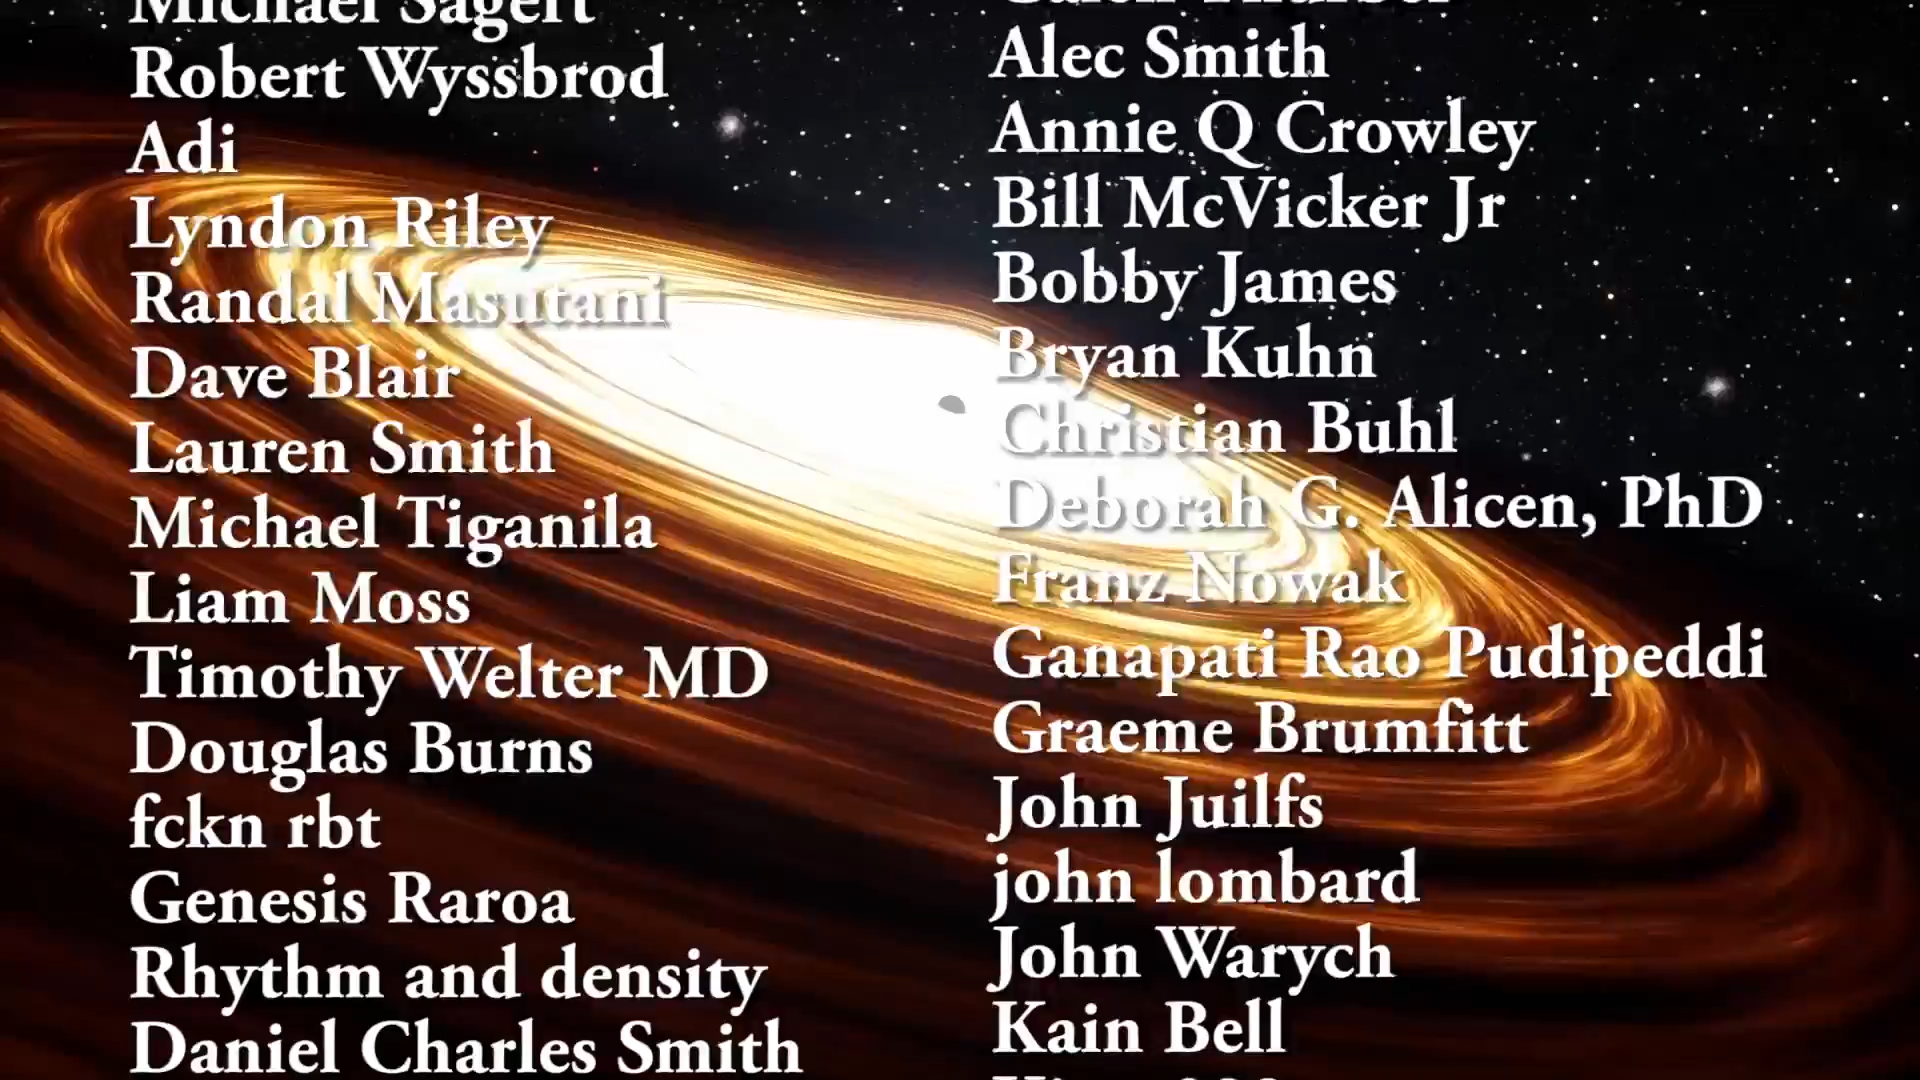 Michael Sagert
Robert Wyssbrod
Adi
Lyndon Riley
Randal Masutani
Dave Blair
Lauren Smith
Michael Tiganila
Liam Moss
Timothy Welter MD
Douglas Burns
fckn rbt
Genesis Raroa
Rhythm and density
Daniel Charles Smith
Alec Smith
Annie Q Crowley
Bill McVicker Jr
Bobby James
Bryan Kuhn
Christian Buhl
Deborah G. Alicen, PhD
Franz Nowak
Ganapati Rao Pudipeddi
Graeme Brumfitt
John Juilfs
john lombard
John Warych
Kain Bell